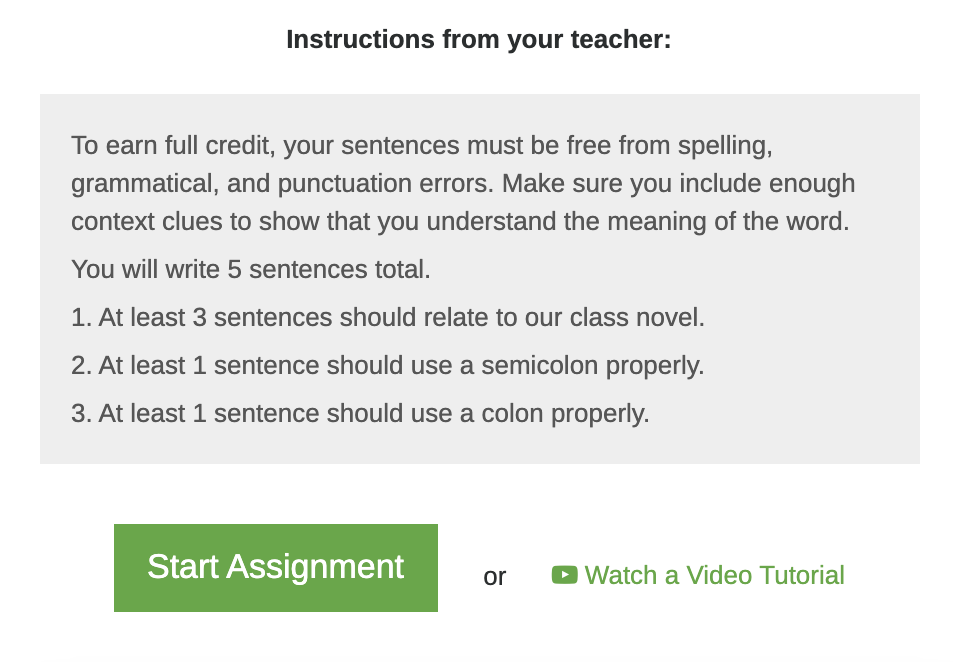 Instructions from your teacher:
To earn full credit, your sentences must be free from spelling,
grammatical, and punctuation errors. Make sure you include enough
context clues to show that you understand the meaning of the word.
You will write 5 sentences total.
1. At least 3 sentences should relate to our class novel.
2. At least 1 sentence should use a semicolon properly.
3. At least 1 sentence should use a colon properly.
Start Assignment or Watch a Video Tutorial